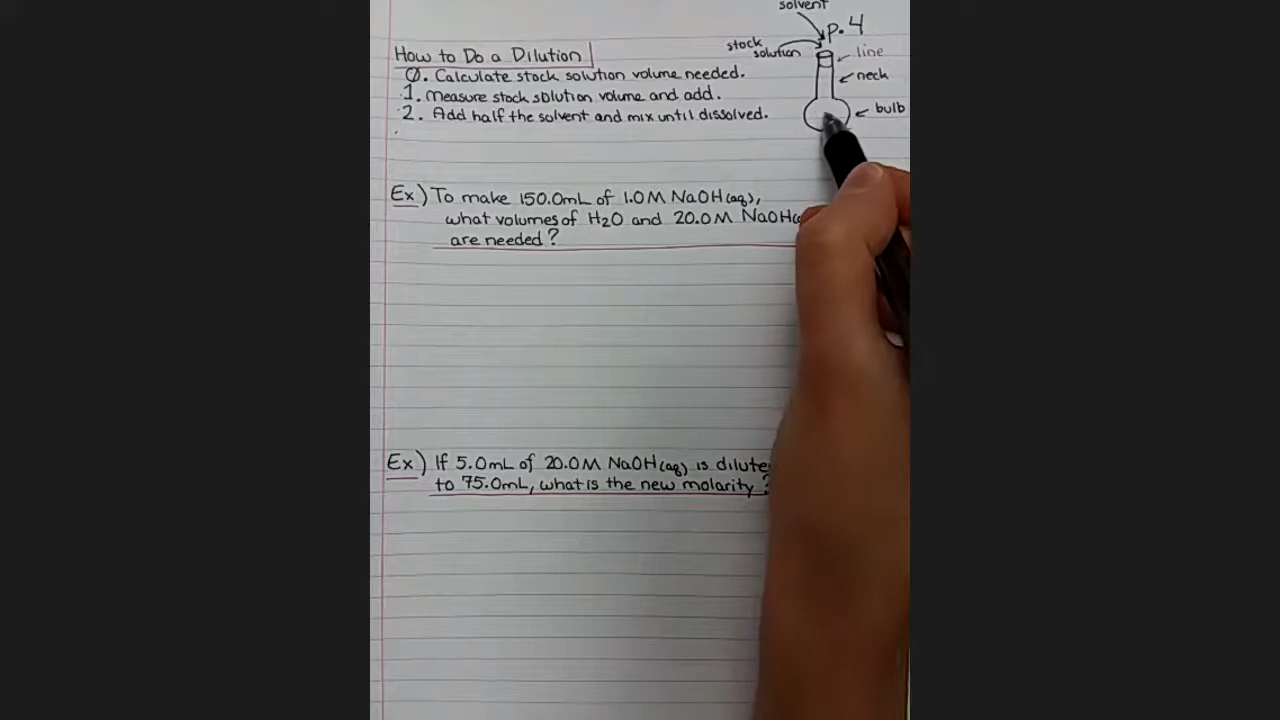 solvent
p. 4
stock
solution
line
neck
bulb
How to Do a Dilution
0. Calculate stock solution volume needed.
1. Measure stock solution volume and add.
2. Add half the solvent and mix until dissolved.
Ex) To make 150.0mL of 1.0M NaOH(aq),
what volumes of H2O and 20.0M NaOH(
are needed?
Ex) If 5.0mL of 20.0M NaOH(aq) is dilute
to 75.0mL, what is the new molarity?